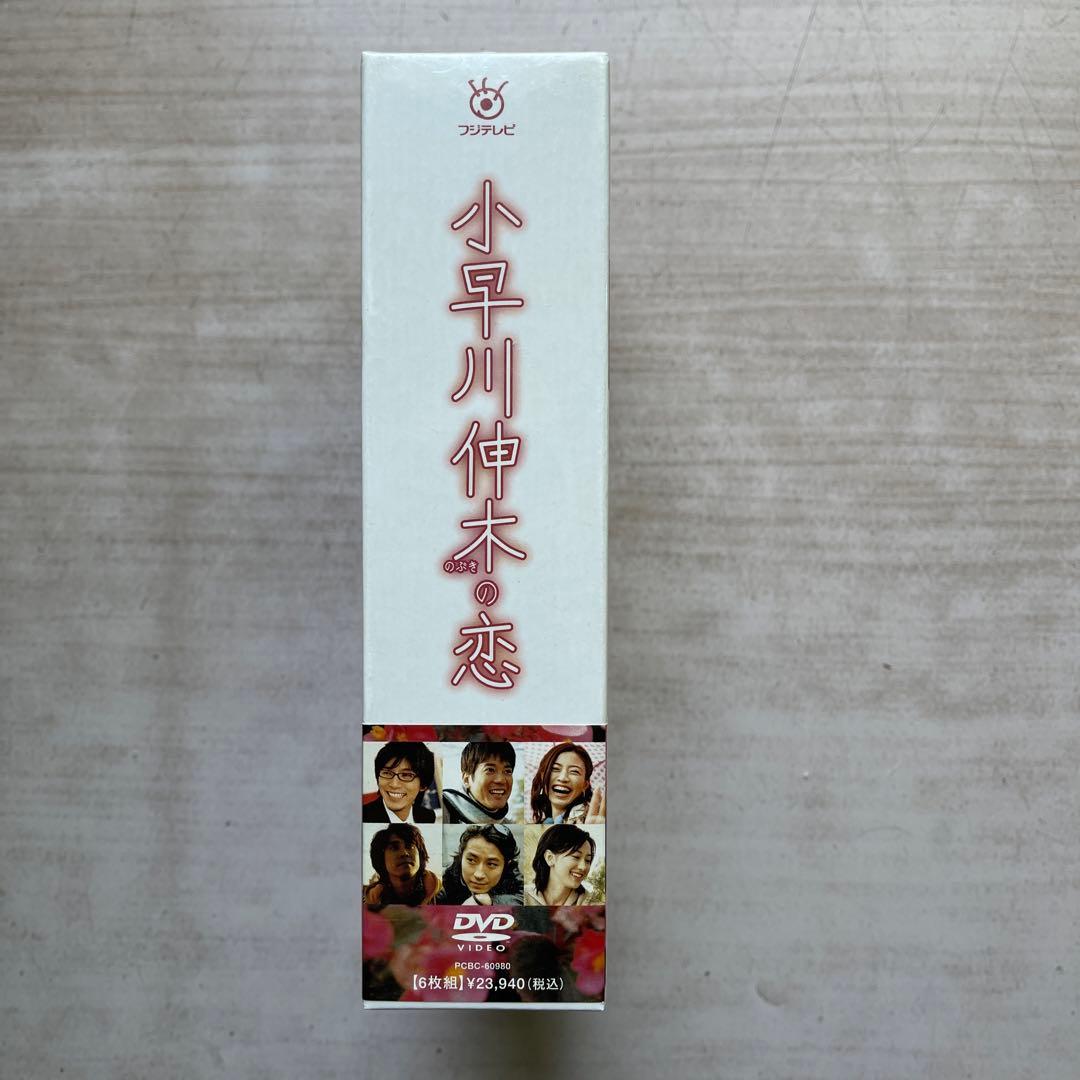 フジテレビ
小早川伸木の恋
のぶき
DVD
VIDEO
PCBC-60980
【6枚組】¥23,940(税込)